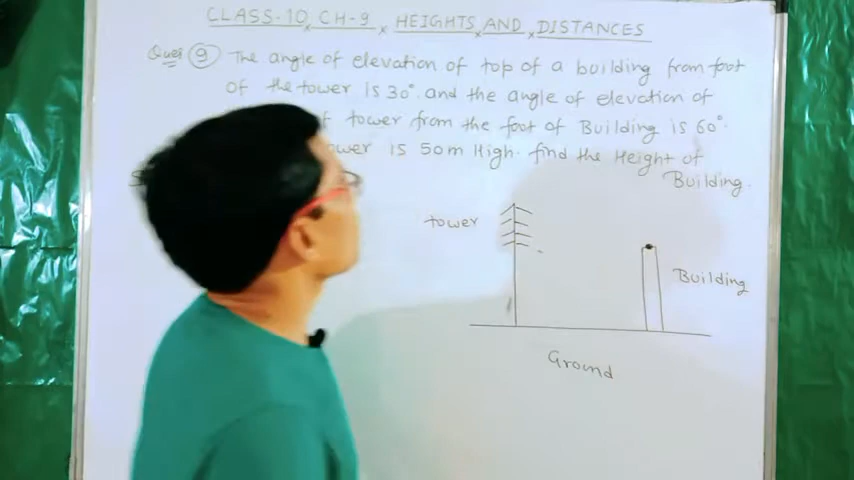 CLASS-10 CH-9 HEIGHTS AND DISTANCES
Ques 9 The angle of elevation of top of a building from foot
of the tower is 30° and the angle of elevation of
tower from the foot of Building is 60°.
is 50m High. find the Height of
Building.
tower
Building
Ground